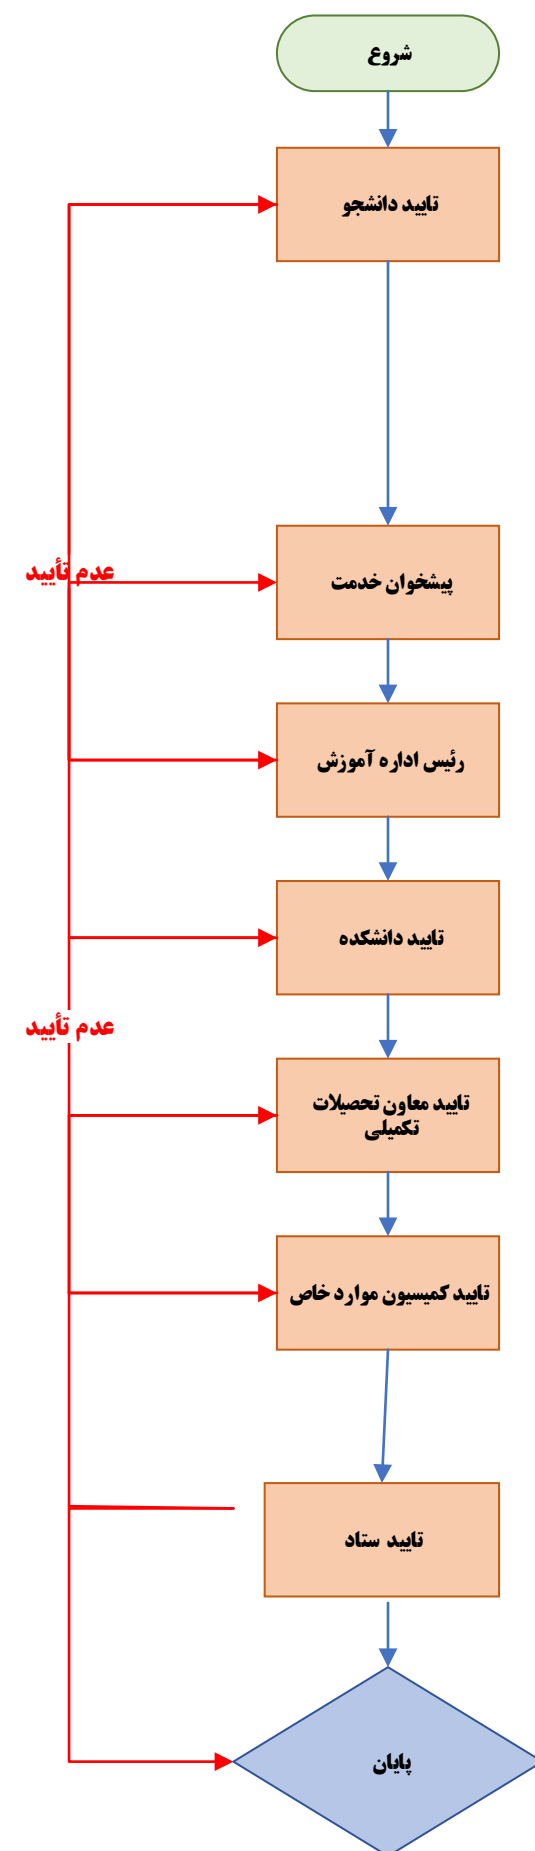 شروع
تایید دانشجو
عدم تأیید
پیشخوان خدمت
رئیس اداره آموزش
تایید دانشکده
عدم تأیید
تایید معاون تحصیلات
تکمیلی
تایید کمیسیون موارد خاص
تایید ستاد
پایان